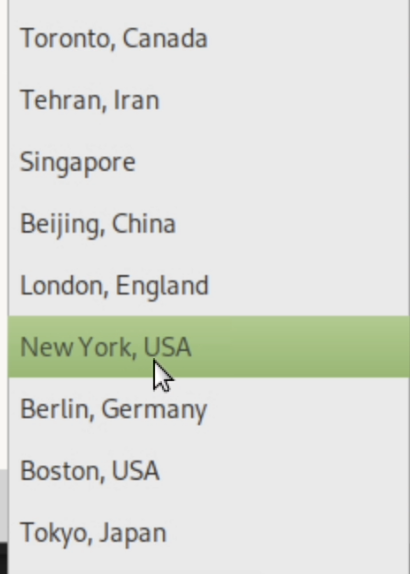 Toronto, Canada
Tehran, Iran
Singapore
Beijing, China
London, England
New York, USA
Berlin, Germany
Boston, USA
Tokyo, Japan